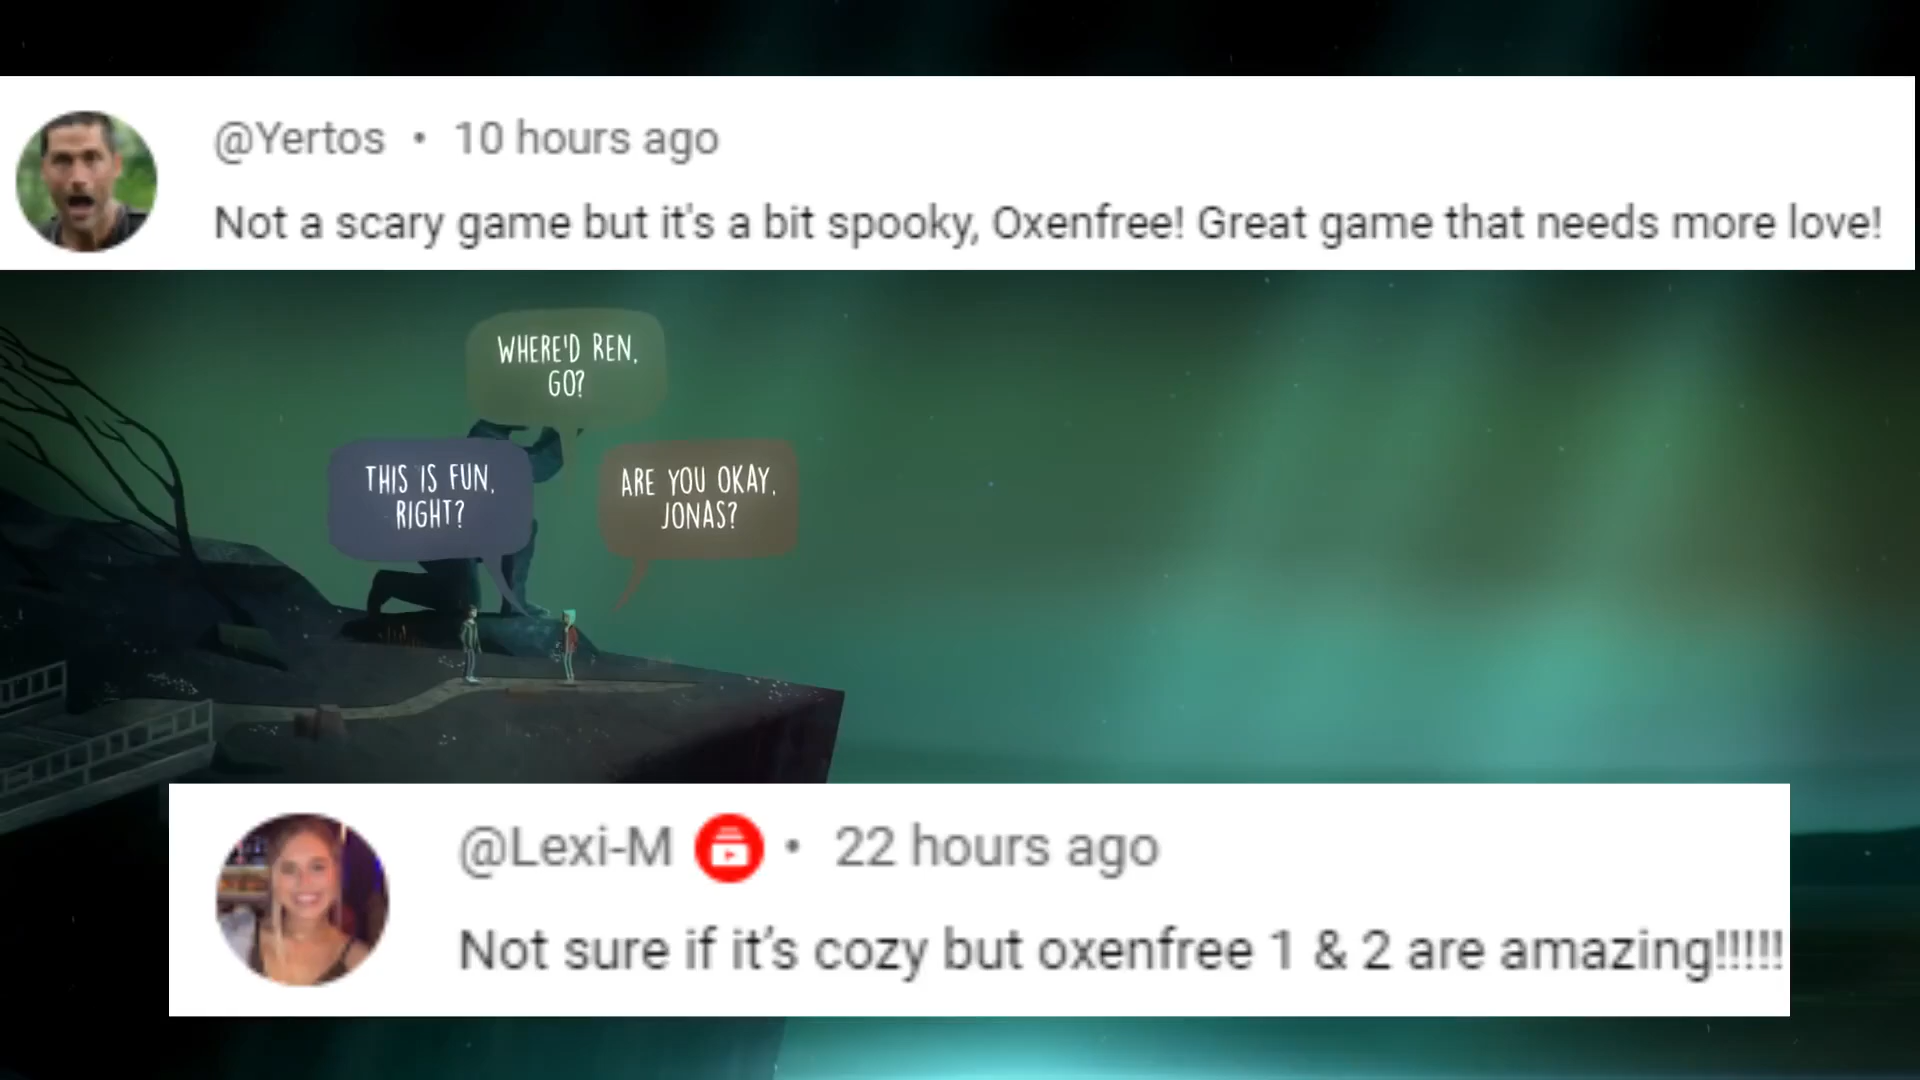 @Yertos • 10 hours ago
Not a scary game but it's a bit spooky, Oxenfree! Great game that needs more love!
WHERE'D REN,
GO?
THIS IS FUN,
RIGHT?
ARE YOU OKAY,
JONAS?
@Lexi-M • 22 hours ago
Not sure if it’s cozy but oxenfree 1 & 2 are amazing!!!!!